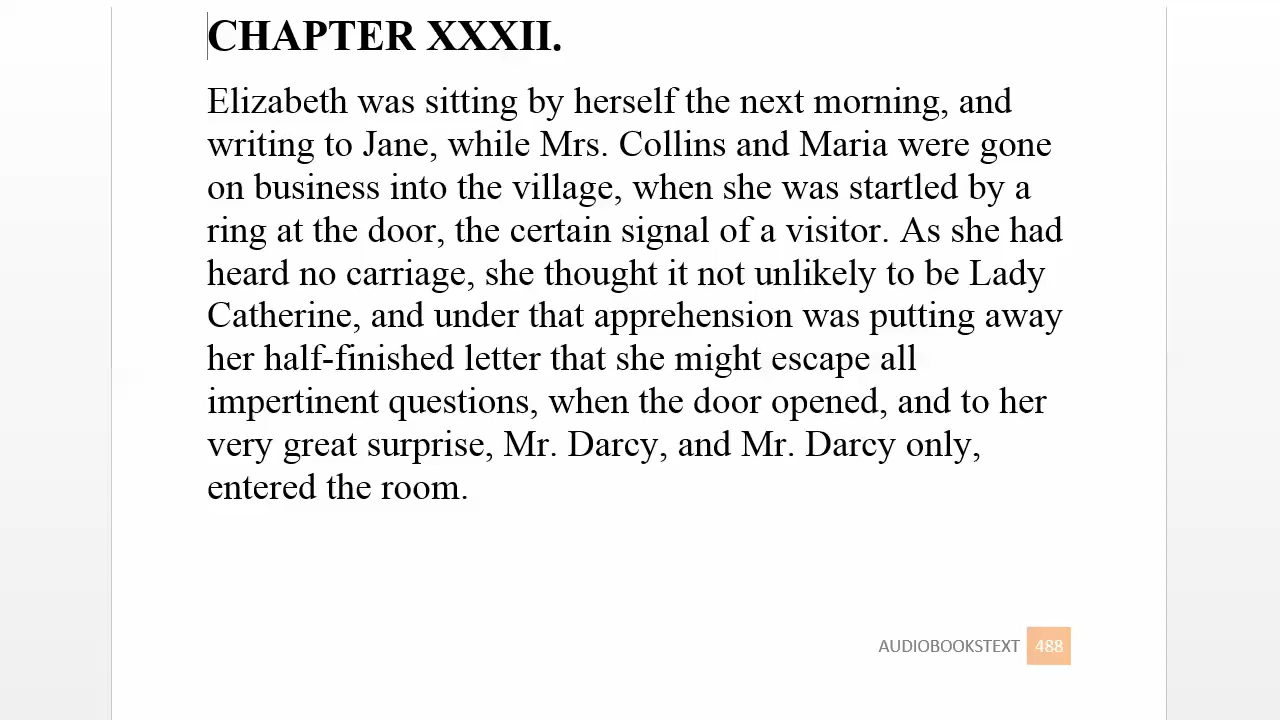 CHAPTER XXXII.
Elizabeth was sitting by herself the next morning, and
writing to Jane, while Mrs. Collins and Maria were gone
on business into the village, when she was startled by a
ring at the door, the certain signal of a visitor. As she had
heard no carriage, she thought it not unlikely to be Lady
Catherine, and under that apprehension was putting away
her half-finished letter that she might escape all
impertinent questions, when the door opened, and to her
very great surprise, Mr. Darcy, and Mr. Darcy only,
entered the room.
AUDIOBOOKSTEXT 488